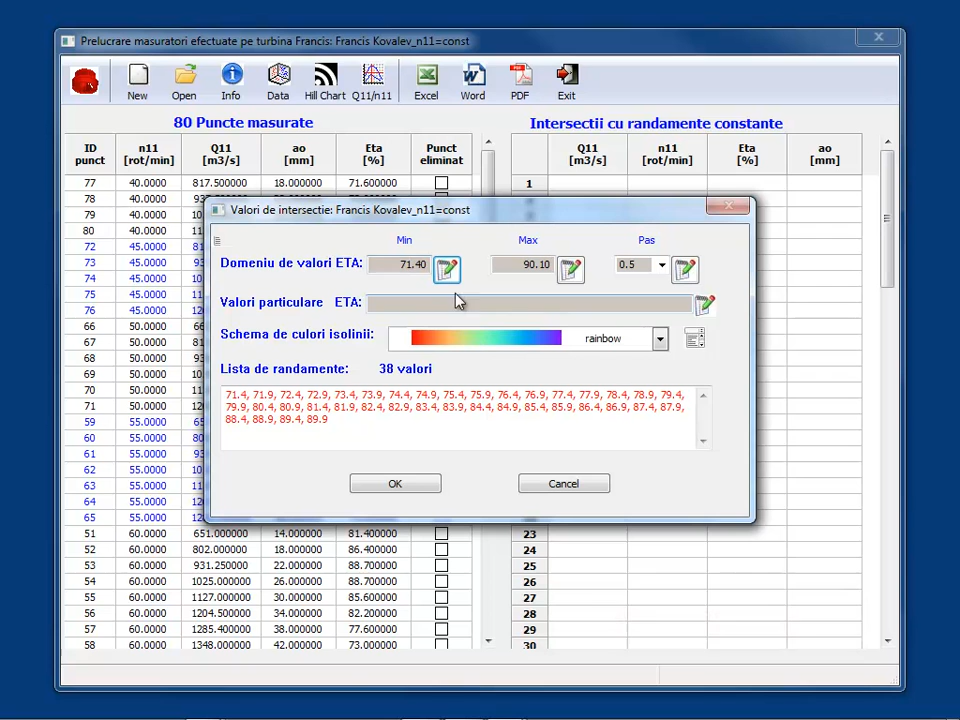 Prelucrare masuratori efectuate pe turbina Francis: Francis Kovalev_n11=const
New Open Info Data Hill Chart Q11/n11 Excel Word PDF Exit
80 Puncte masurate
Intersectii cu randamente constante
ID punct n11 [rot/min] Q11 [m3/s] ao [mm] Eta [%] Punct eliminat
Q11 [m3/s] n11 [rot/min] Eta [%] ao [mm]
77 40.0000 817.500000 18.000000 71.600000
1
78 40.0000
79 40.0000
80 40.0000
72 45.0000
73 45.0000
74 45.0000
75 45.0000
76 45.0000
66 50.0000
67 50.0000
68 50.0000
69 50.0000
70 50.0000
71 50.0000
59 55.0000
60 55.0000
61 55.0000
62 55.0000
63 55.0000
64 55.0000
65 55.0000
Valori de intersectie: Francis Kovalev_n11=const
Min Max Pas
Domeniu de valori ETA: 71.40 90.10 0.5
Valori particulare ETA:
Schema de culori isolinii: rainbow
Lista de randamente: 38 valori
71.4, 71.9, 72.4, 72.9, 73.4, 73.9, 74.4, 74.9, 75.4, 75.9, 76.4, 76.9, 77.4, 77.9, 78.4, 78.9, 79.4,
79.9, 80.4, 80.9, 81.4, 81.9, 82.4, 82.9, 83.4, 83.9, 84.4, 84.9, 85.4, 85.9, 86.4, 86.9, 87.4, 87.9,
88.4, 88.9, 89.4, 89.9
OK Cancel
51 60.0000 651.000000 14.000000 81.400000
23
52 60.0000 802.000000 18.000000 86.400000
24
53 60.0000 931.250000 22.000000 88.700000
25
54 60.0000 1025.000000 26.000000 88.700000
26
55 60.0000 1127.000000 30.000000 85.600000
27
56 60.0000 1204.500000 34.000000 82.200000
28
57 60.0000 1285.400000 38.000000 77.600000
29
58 60.0000 1348.000000 42.000000 73.000000
30